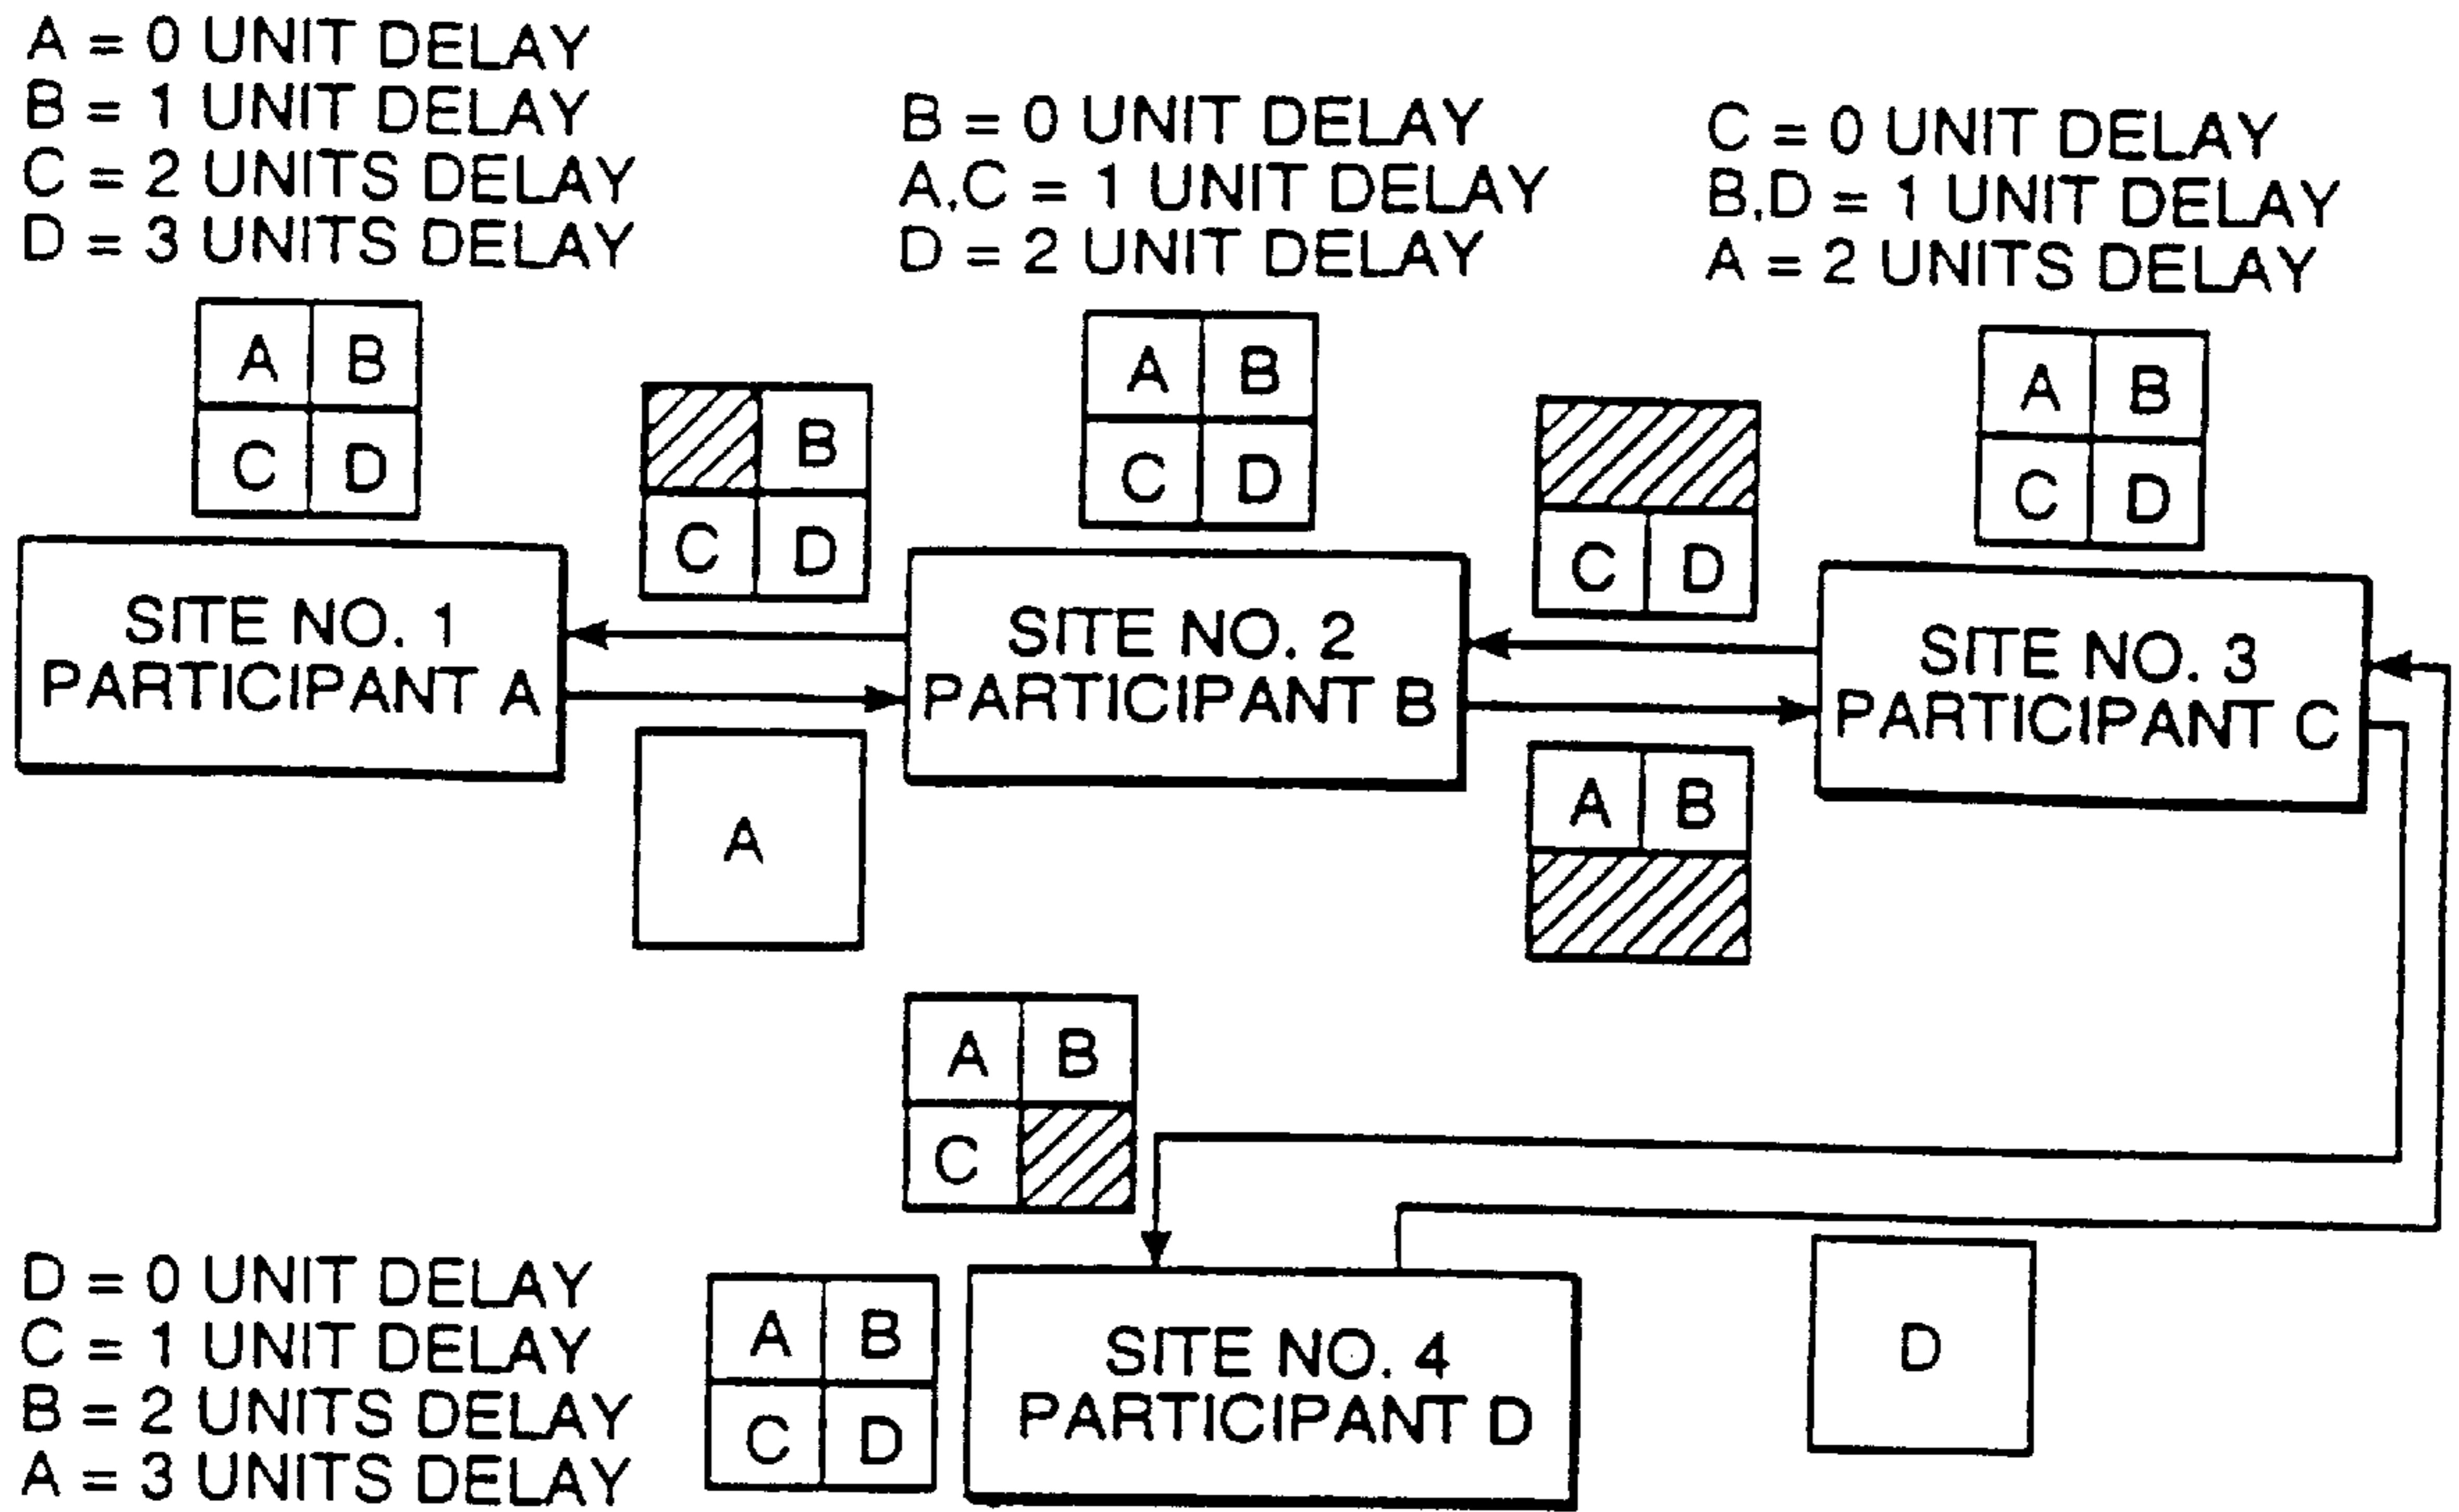 A = 0 UNIT DELAY
B = 1 UNIT DELAY
C = 2 UNITS DELAY
D = 3 UNITS DELAY
B = 0 UNIT DELAY
A,C = 1 UNIT DELAY
D = 2 UNIT DELAY
C = 0 UNIT DELAY
B,D = 1 UNIT DELAY
A = 2 UNITS DELAY
A B
C D
B
C D
A B
C D
C D
A B
C D
SITE NO. 1
PARTICIPANT A
SITE NO. 2
PARTICIPANT B
SITE NO. 3
PARTICIPANT C
A
A B
A B
C
D = 0 UNIT DELAY
C = 1 UNIT DELAY
B = 2 UNITS DELAY
A = 3 UNITS DELAY
A B
C D
SITE NO. 4
PARTICIPANT D
D